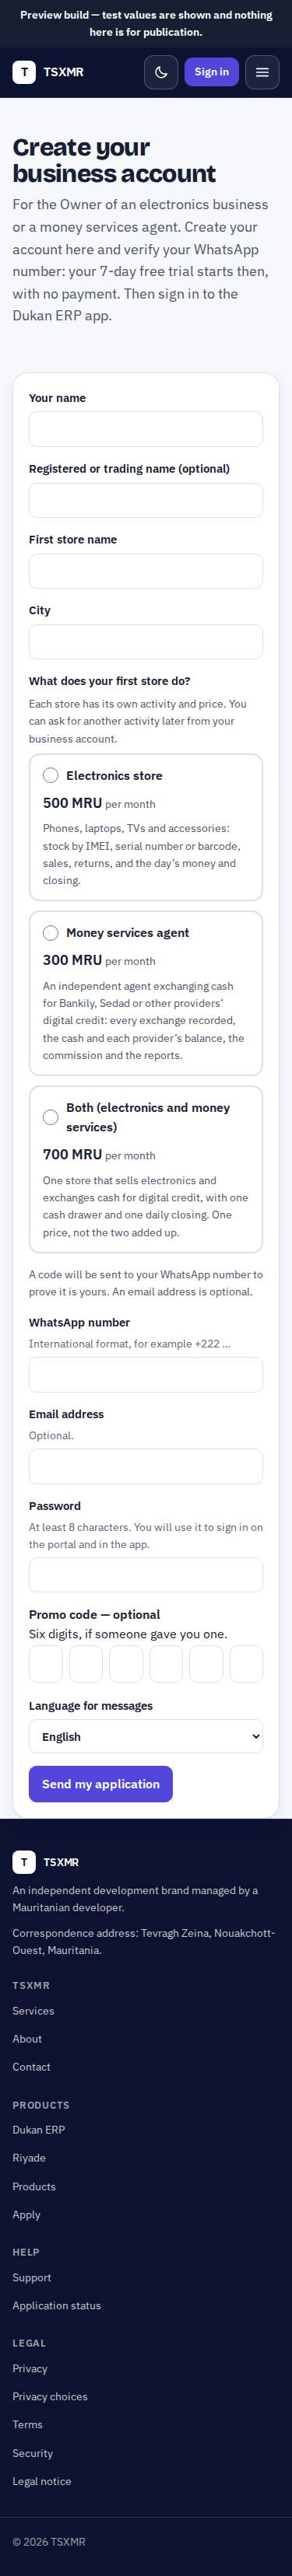 Preview build — test values are shown and nothing
here is for publication.
T TSXMR Sign in
Create your
business account
For the Owner of an electronics business
or a money services agent. Create your
account here and verify your WhatsApp
number: your 7-day free trial starts then,
with no payment. Then sign in to the
Dukan ERP app.
Your name
Registered or trading name (optional)
First store name
City
What does your first store do?
Each store has its own activity and price. You
can ask for another activity later from your
business account.
Electronics store
500 MRU per month
Phones, laptops, TVs and accessories:
stock by IMEI, serial number or barcode,
sales, returns, and the day’s money and
closing.
Money services agent
300 MRU per month
An independent agent exchanging cash
for Bankily, Sedad or other providers’
digital credit: every exchange recorded,
the cash and each provider’s balance, the
commission and the reports.
Both (electronics and money
services)
700 MRU per month
One store that sells electronics and
exchanges cash for digital credit, with one
cash drawer and one daily closing. One
price, not the two added up.
A code will be sent to your WhatsApp number to
prove it is yours. An email address is optional.
WhatsApp number
International format, for example +222 …
Email address
Optional.
Password
At least 8 characters. You will use it to sign in on
the portal and in the app.
Promo code — optional
Six digits, if someone gave you one.
Language for messages
English
Send my application
T TSXMR
An independent development brand managed by a
Mauritanian developer.
Correspondence address: Tevragh Zeina, Nouakchott-
Ouest, Mauritania.
TSXMR
Services
About
Contact
PRODUCTS
Dukan ERP
Riyade
Products
Apply
HELP
Support
Application status
LEGAL
Privacy
Privacy choices
Terms
Security
Legal notice
© 2026 TSXMR